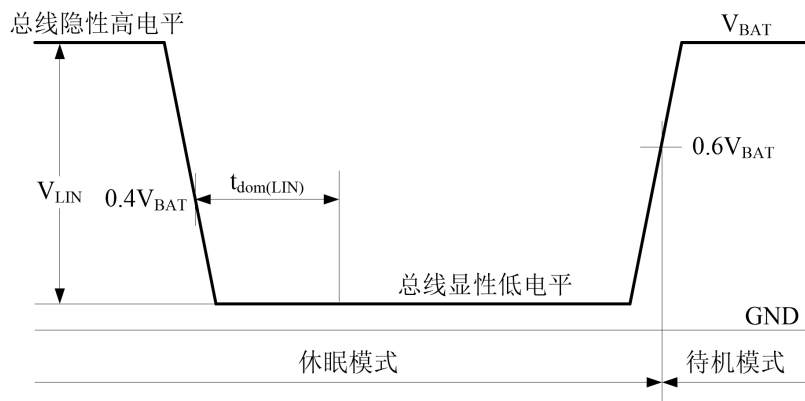 总线隐性高电平
V_BAT
0.6V_BAT
V_LIN
0.4V_BAT
t_dom(LIN)
总线显性低电平
GND
休眠模式
待机模式